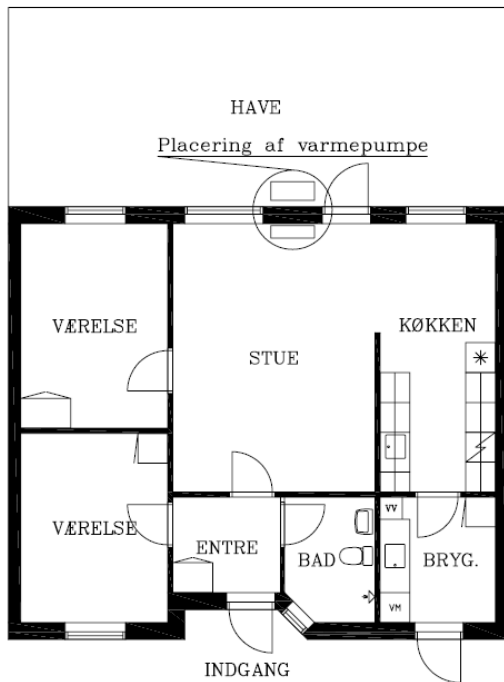 HAVE
Placering af varmepumpe
VÆRELSE
STUE
KØKKEN
VÆRELSE
ENTRE
BAD
VV
BRYG.
VM
INDGANG